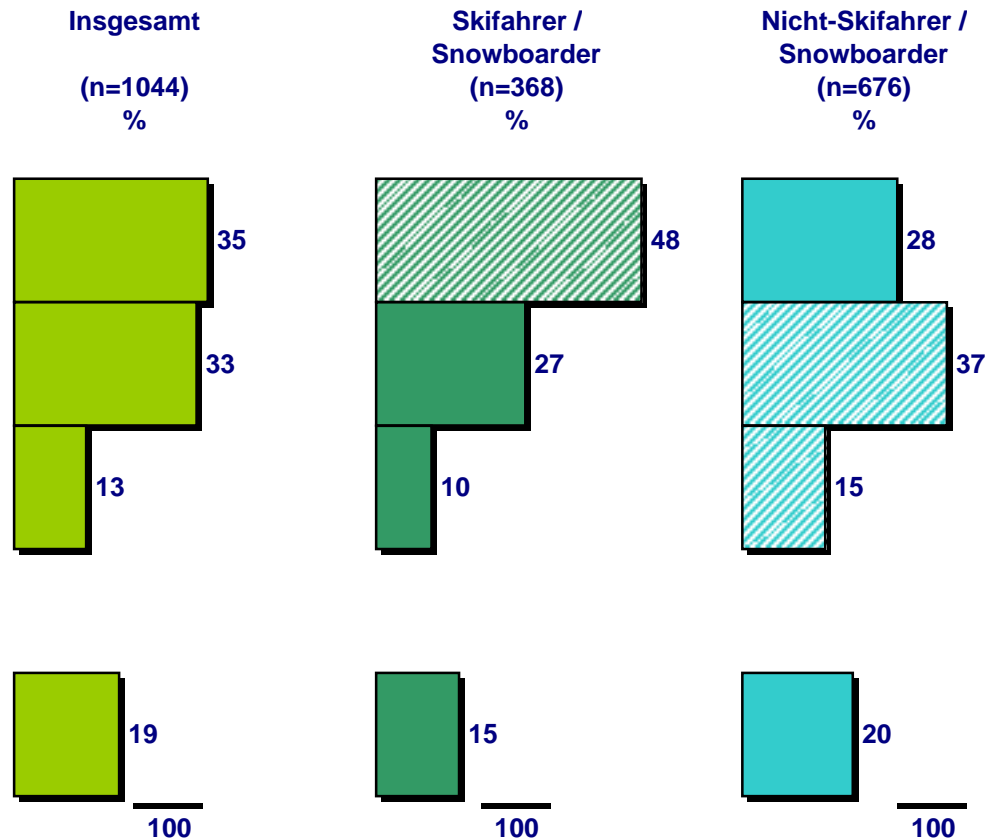 Insgesamt
(n=1044)
%
Skifahrer /
Snowboarder
(n=368)
%
Nicht-Skifahrer /
Snowboarder
(n=676)
%
35
48
28
33
27
37
13
10
15
19
15
20
100
100
100